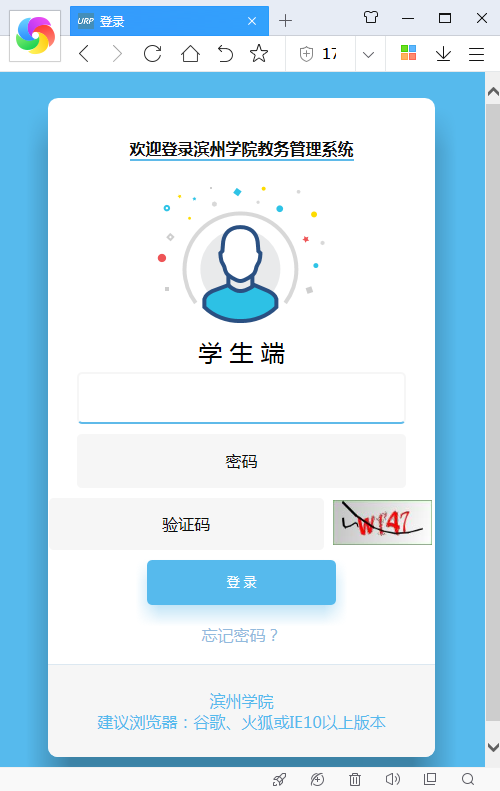 URP 登录
17
欢迎登录滨州学院教务管理系统
学生端
密码
验证码
登录
忘记密码？
滨州学院
建议浏览器：谷歌、火狐或IE10以上版本